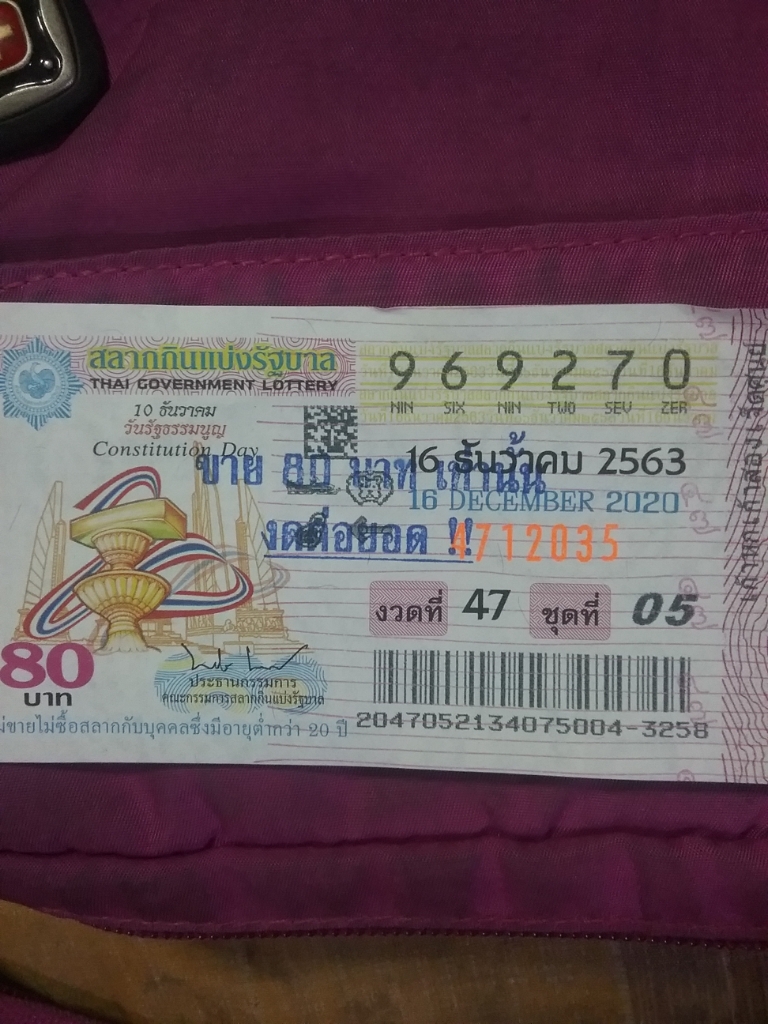 สลากกินแบ่งรัฐบาล
THAI GOVERNMENT LOTTERY
9 6 9 2 7 0
NIN SIX NIN TWO SEV ZER
10 ธันวาคม
วันรัฐธรรมนูญ
Constitution Day
16 ธันวาคม 2563
16 DECEMBER 2020
ขาย 80 บาท เท่านั้น
งดต่อยอด !!
4712035
งวดที่ 47 ชุดที่ 05
80
บาท
ประธานกรรมการ
คณะกรรมการสลากกินแบ่งรัฐบาล
2047052134075004-3258
ไม่ขายไม่ซื้อสลากกับบุคคลซึ่งมีอายุต่ำกว่า 20 ปี